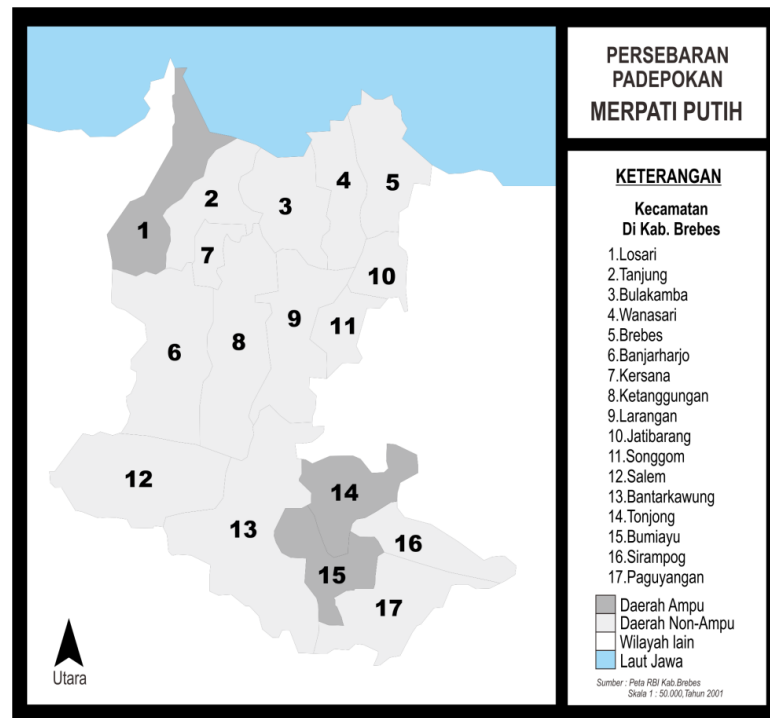 PERSEBARAN
PADEPOKAN
MERPATI PUTIH
KETERANGAN
Kecamatan
Di Kab. Brebes
1.Losari
2.Tanjung
3.Bulakamba
4.Wanasari
5.Brebes
6.Banjarharjo
7.Kersana
8.Ketanggungan
9.Larangan
10.Jatibarang
11.Songgom
12.Salem
13.Bantarkawung
14.Tonjong
15.Bumiayu
16.Sirampog
17.Paguyangan
Daerah Ampu
Daerah Non-Ampu
Wilayah lain
Laut Jawa
Sumber : Peta RBI Kab.Brebes
Skala 1 : 50.000,Tahun 2001
1
2
3
4
5
6
7
8
9
10
11
12
13
14
15
16
17
Utara